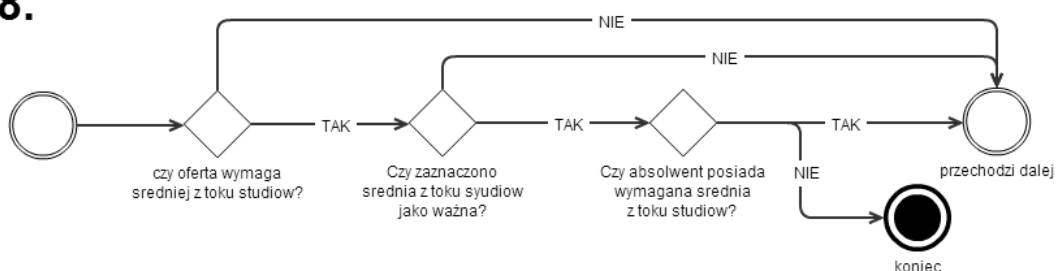 8.
NIE
NIE
TAK
TAK
TAK
czy oferta wymaga
sredniej z toku studiow?
Czy zaznaczono
srednia z toku syudiow
jako ważna?
Czy absolwent posiada
wymagana srednia
z toku studiow?
NIE
przechodzi dalej
koniec